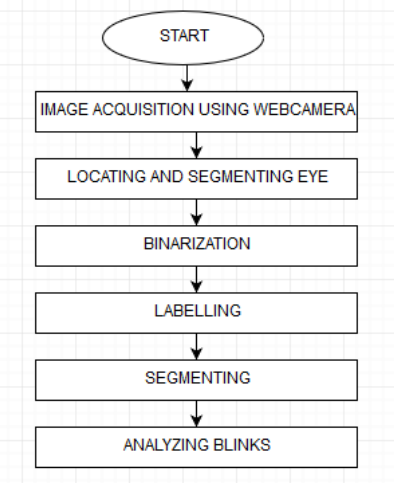 START
IMAGE ACQUISITION USING WEBCAMERA
LOCATING AND SEGMENTING EYE
BINARIZATION
LABELLING
SEGMENTING
ANALYZING BLINKS